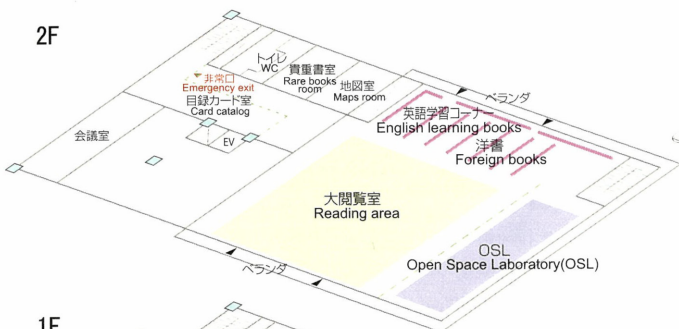 2F
トイレ
WC
貴重書室
Rare books
room
地図室
Maps room
非常口
Emergency exit
目録カード室
Card catalog
EV
会議室
ベランダ
英語学習コーナー
English learning books
洋書
Foreign books
大閲覧室
Reading area
OSL
Open Space Laboratory(OSL)
ベランダ
1F